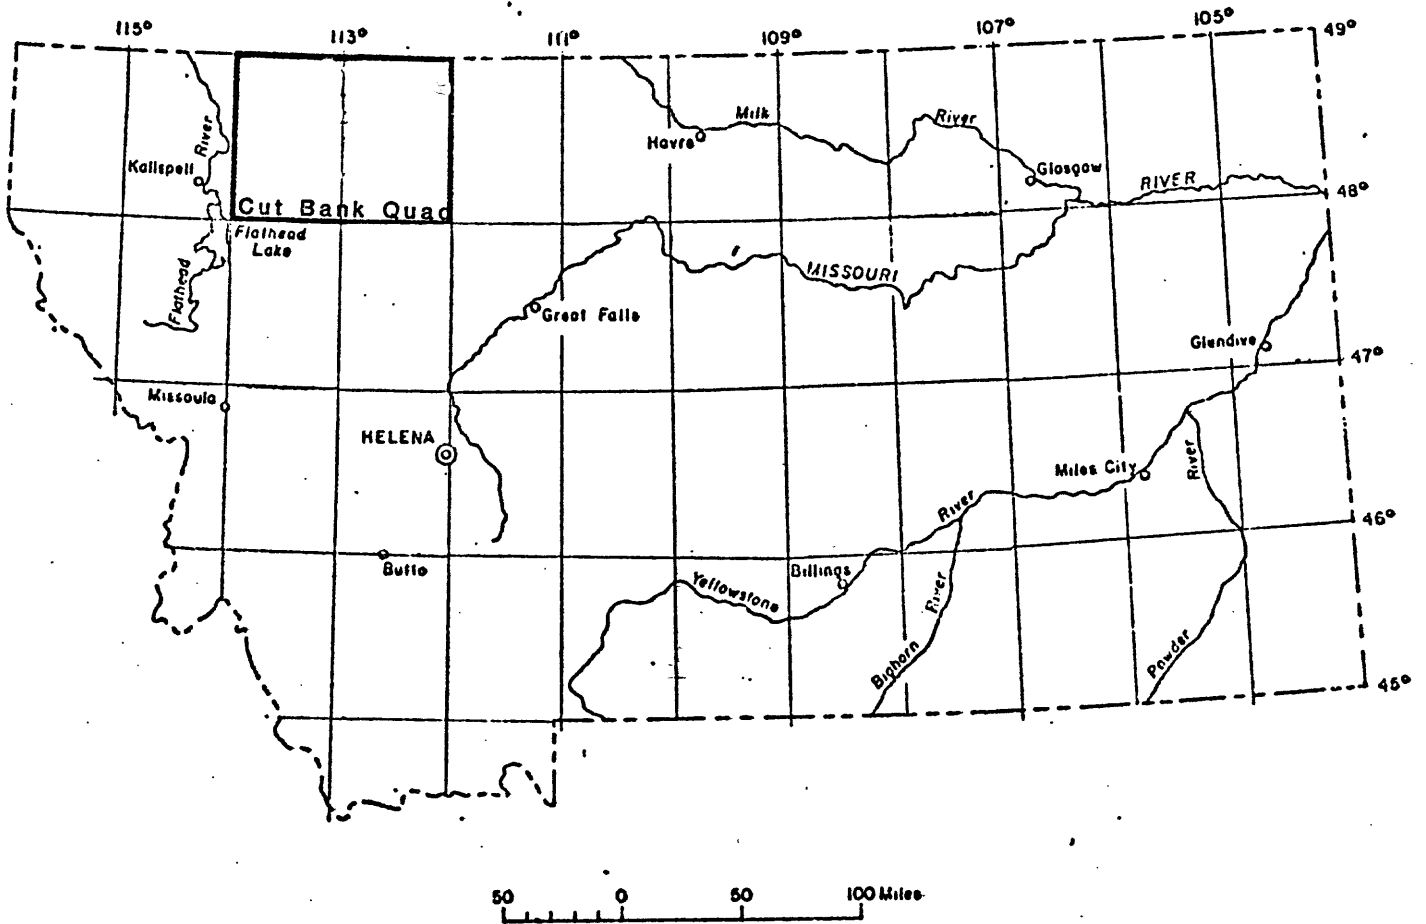 115° 113° 111° 109° 107° 105° 49°
Milk River
Havre
River
Kalispell
Glasgow
RIVER
48°
Cut Bank Quad
Flathead
Lake
Flathead
MISSOURI
Great Falls
Glendive
47°
Missoula
HELENA
Miles City
River
River
46°
Butte
Billings
Yellowstone
River
Bighorn
Powder
45°
50 0 50 100 Miles